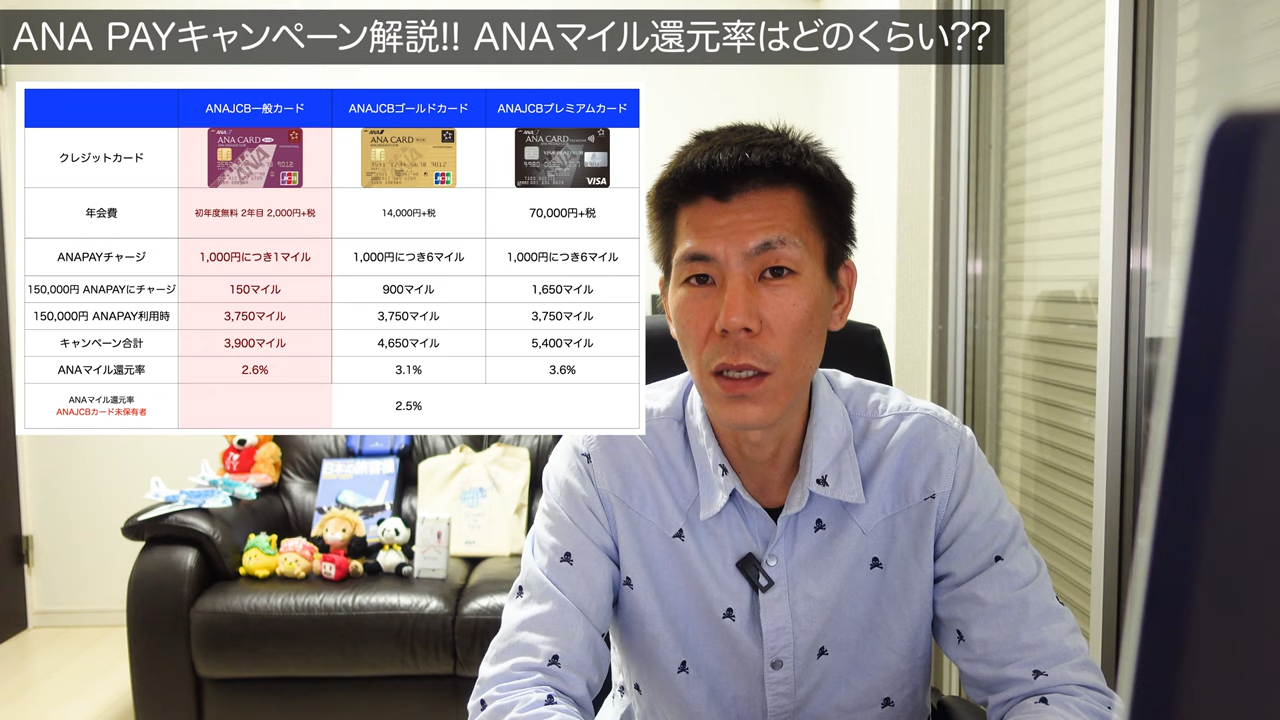 ANA PAYキャンペーン解説!! ANAマイル還元率はどのくらい??
ANAJCB一般カード ANAJCBゴールドカード ANAJCBプレミアムカード
クレジットカード
ANA CARD ANA CARD ANA CARD
JCB JCB VISA
年会費 初年度無料 2年目 2,000円+税 14,000円+税 70,000円+税
ANAPAYチャージ 1,000円につき1マイル 1,000円につき6マイル 1,000円につき6マイル
150,000円 ANAPAYにチャージ 150マイル 900マイル 1,650マイル
150,000円 ANAPAY利用時 3,750マイル 3,750マイル 3,750マイル
キャンペーン合計 3,900マイル 4,650マイル 5,400マイル
ANAマイル還元率 2.6% 3.1% 3.6%
ANAマイル還元率
ANAJCBカード未保有者 2.5%
日本の旅客機